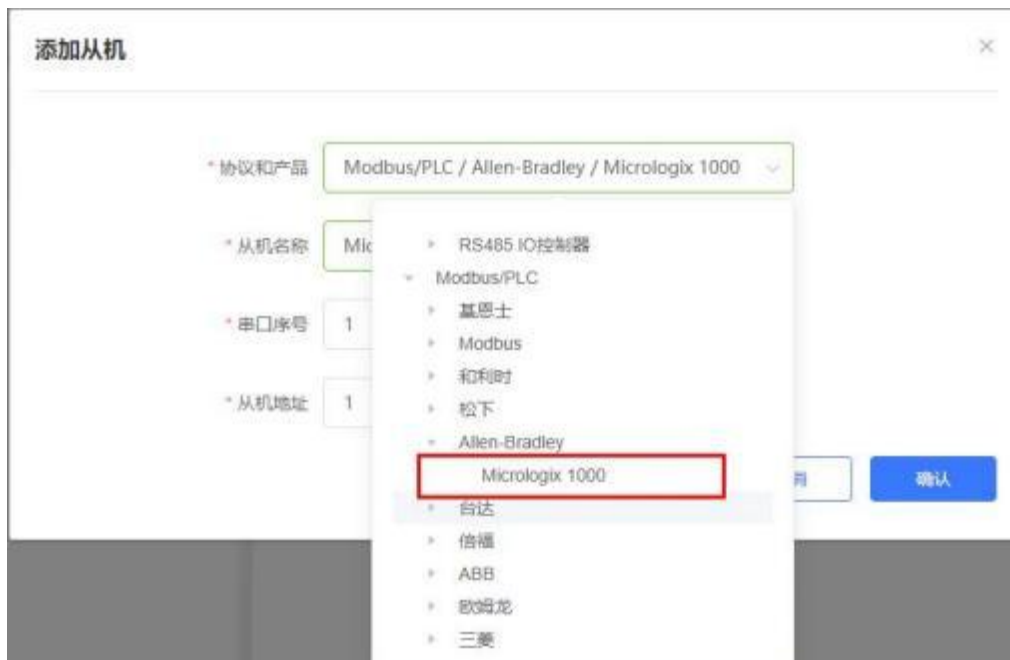 添加从机
* 协议和产品 Modbus/PLC / Allen-Bradley / Micrologix 1000
* 从机名称 Mic
* 串口序号 1
* 从机地址 1
RS485 IO控制器
Modbus/PLC
基恩士
Modbus
和利时
松下
Allen-Bradley
Micrologix 1000
台达
倍福
ABB
欧姆龙
三菱
确认